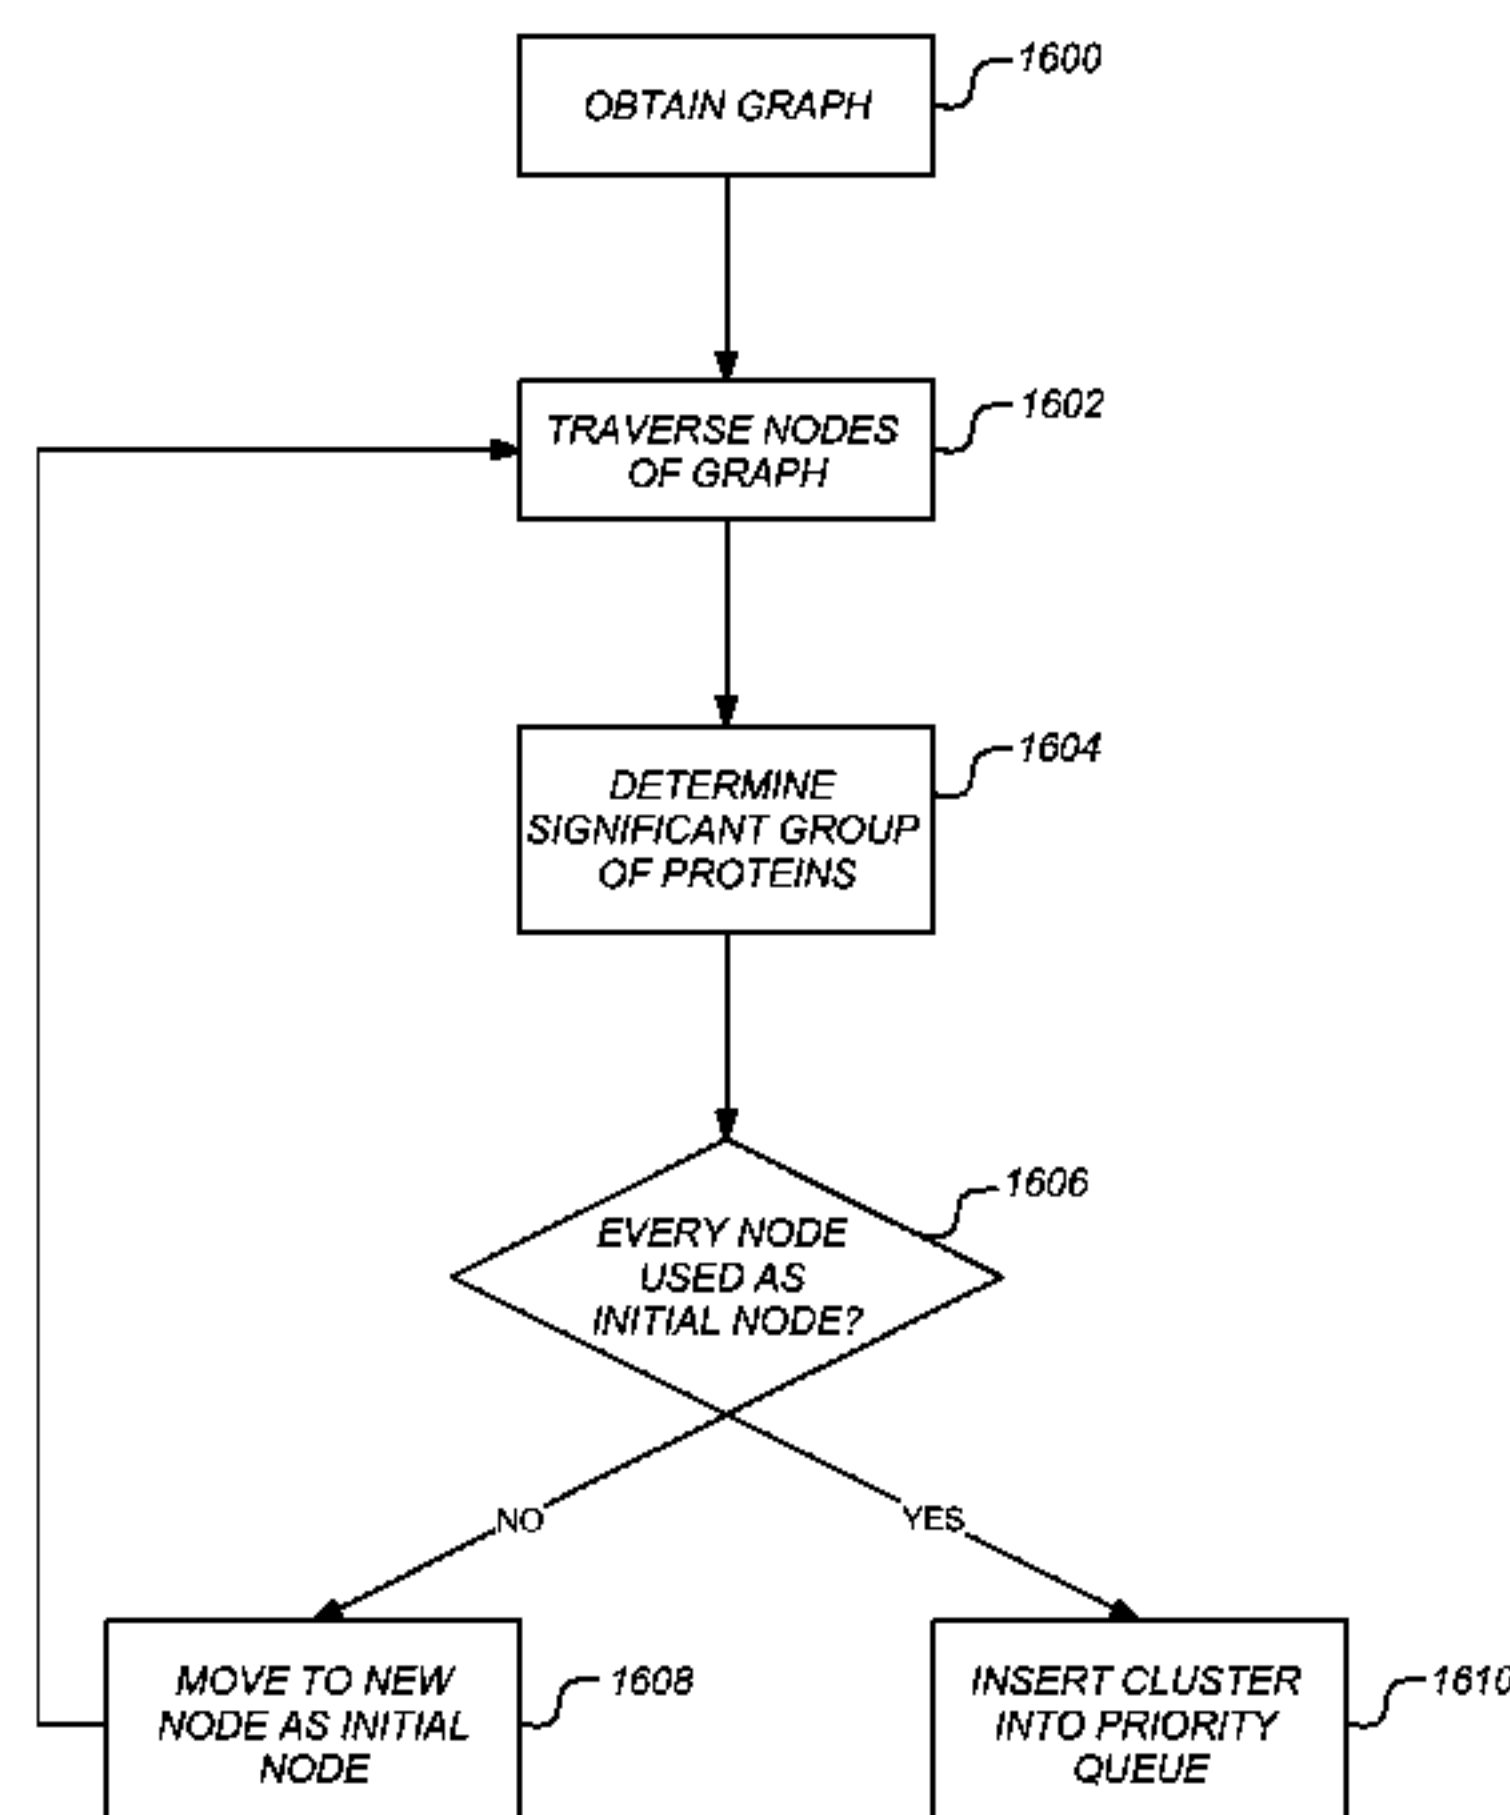 1600
OBTAIN GRAPH
1602
TRAVERSE NODES
OF GRAPH
1604
DETERMINE
SIGNIFICANT GROUP
OF PROTEINS
1606
EVERY NODE
USED AS
INITIAL NODE?
NO
YES
MOVE TO NEW
NODE AS INITIAL
NODE
1608
INSERT CLUSTER
INTO PRIORITY
QUEUE
1610